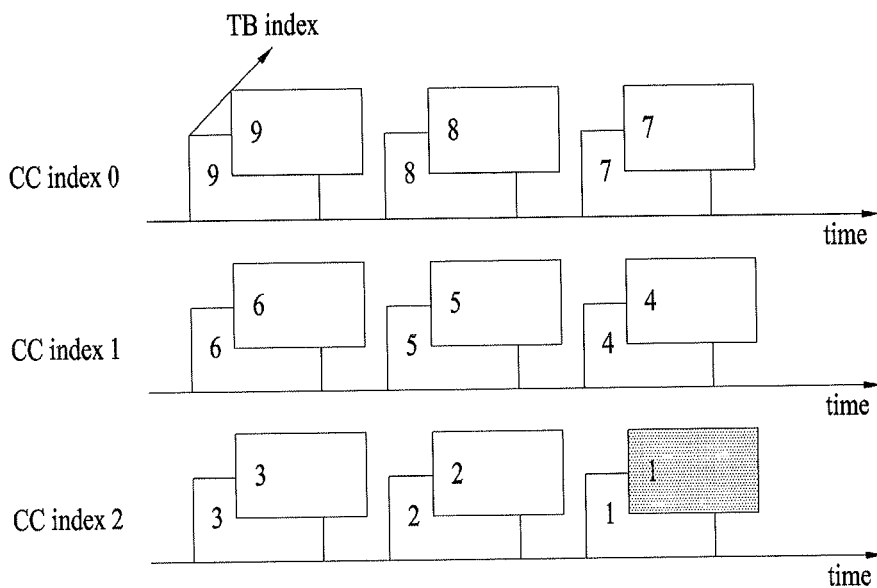 TB index
9 8 7
CC index 0
9 8 7
time
6 5 4
CC index 1
6 5 4
time
3 2 1
CC index 2
3 2 1
time